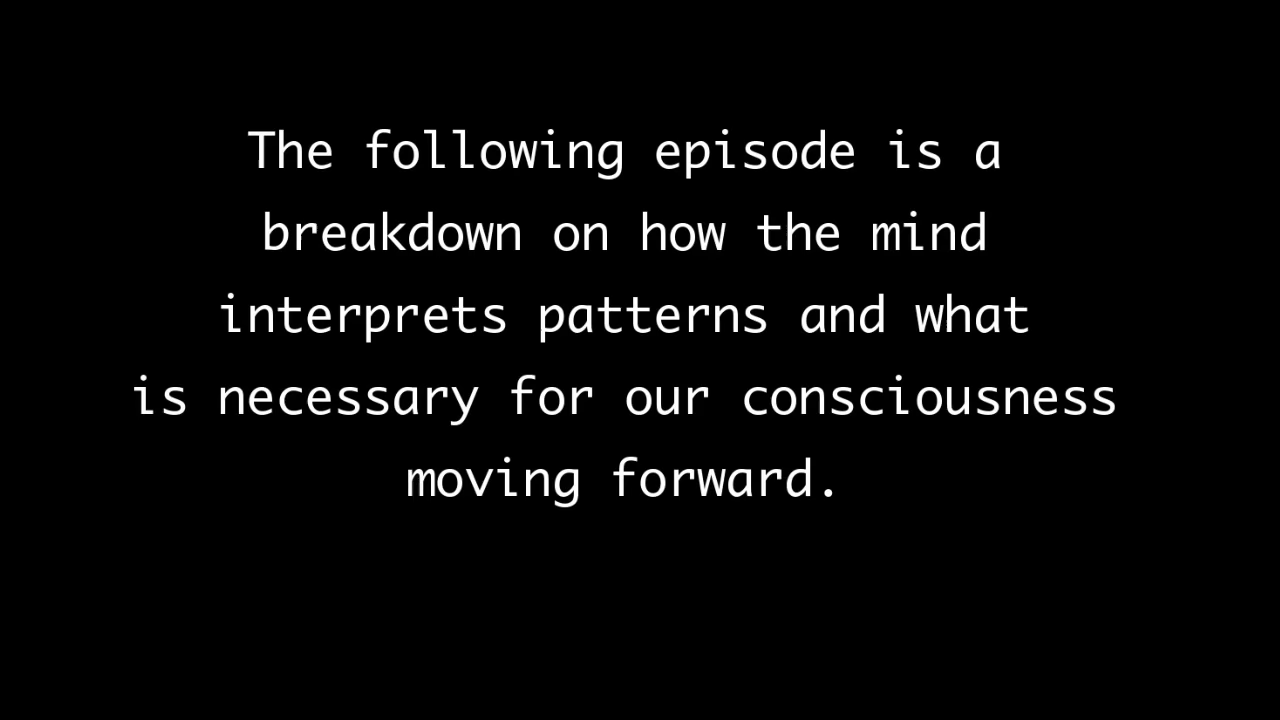 The following episode is a
breakdown on how the mind
interprets patterns and what
is necessary for our consciousness
moving forward.